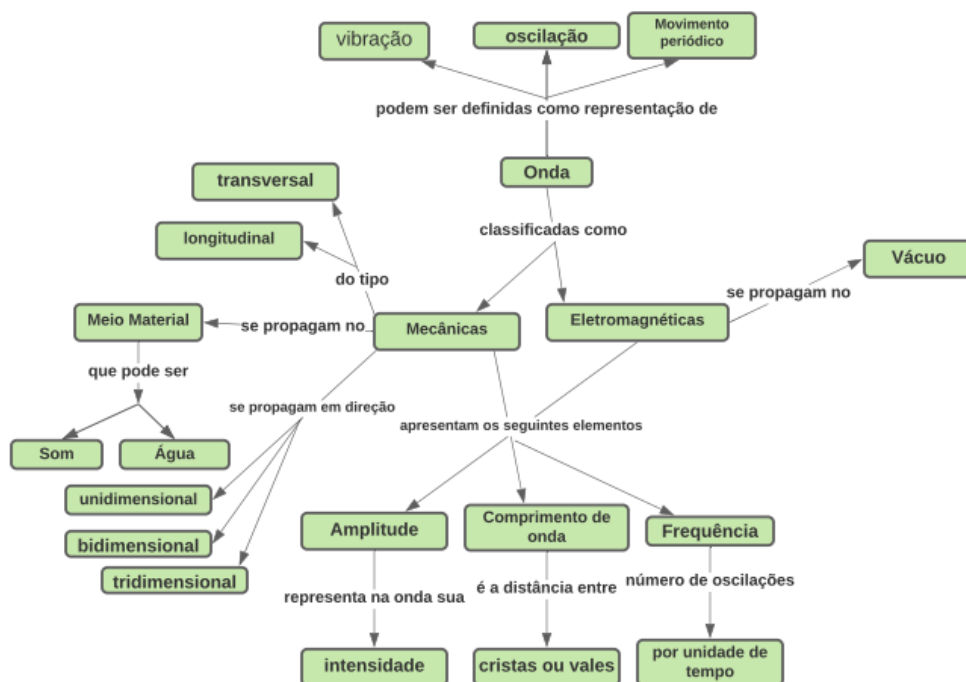 vibração
oscilação
Movimento
periódico
podem ser definidas como representação de
Onda
transversal
longitudinal
classificadas como
Vácuo
do tipo
se propagam no
Meio Material
se propagam no
Mecânicas
Eletromagnéticas
que pode ser
se propagam em direção
apresentam os seguintes elementos
Som
Água
unidimensional
bidimensional
tridimensional
Amplitude
Comprimento de
onda
Frequência
representa na onda sua
é a distância entre
número de oscilações
intensidade
cristas ou vales
por unidade de
tempo